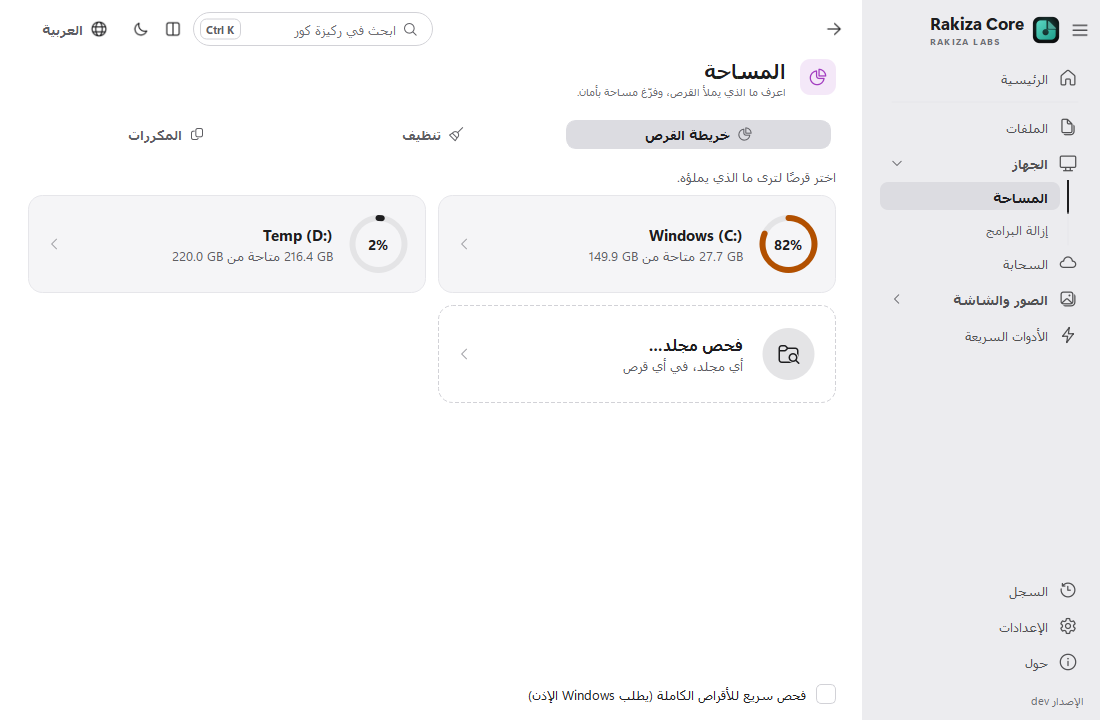 Rakiza Core
RAKIZA LABS
الرئيسية
الملفات
الجهاز
المساحة
إزالة البرامج
السحابة
الصور والشاشة
الأدوات السريعة
السجل
الإعدادات
حول
الإصدار dev
ابحث في ركيزة كور
Ctrl K
العربية
المساحة
اعرف ما الذي يملأ القرص، وفرّغ مساحة بأمان.
خريطة القرص
تنظيف
المكررات
اختر قرصًا لترى ما الذي يملؤه.
82%
Windows (C:)
27.7 GB متاحة من 149.9 GB
2%
Temp (D:)
216.4 GB متاحة من 220.0 GB
فحص مجلد...
أي مجلد، في أي قرص
فحص سريع للأقراص الكاملة (يطلب Windows الإذن)